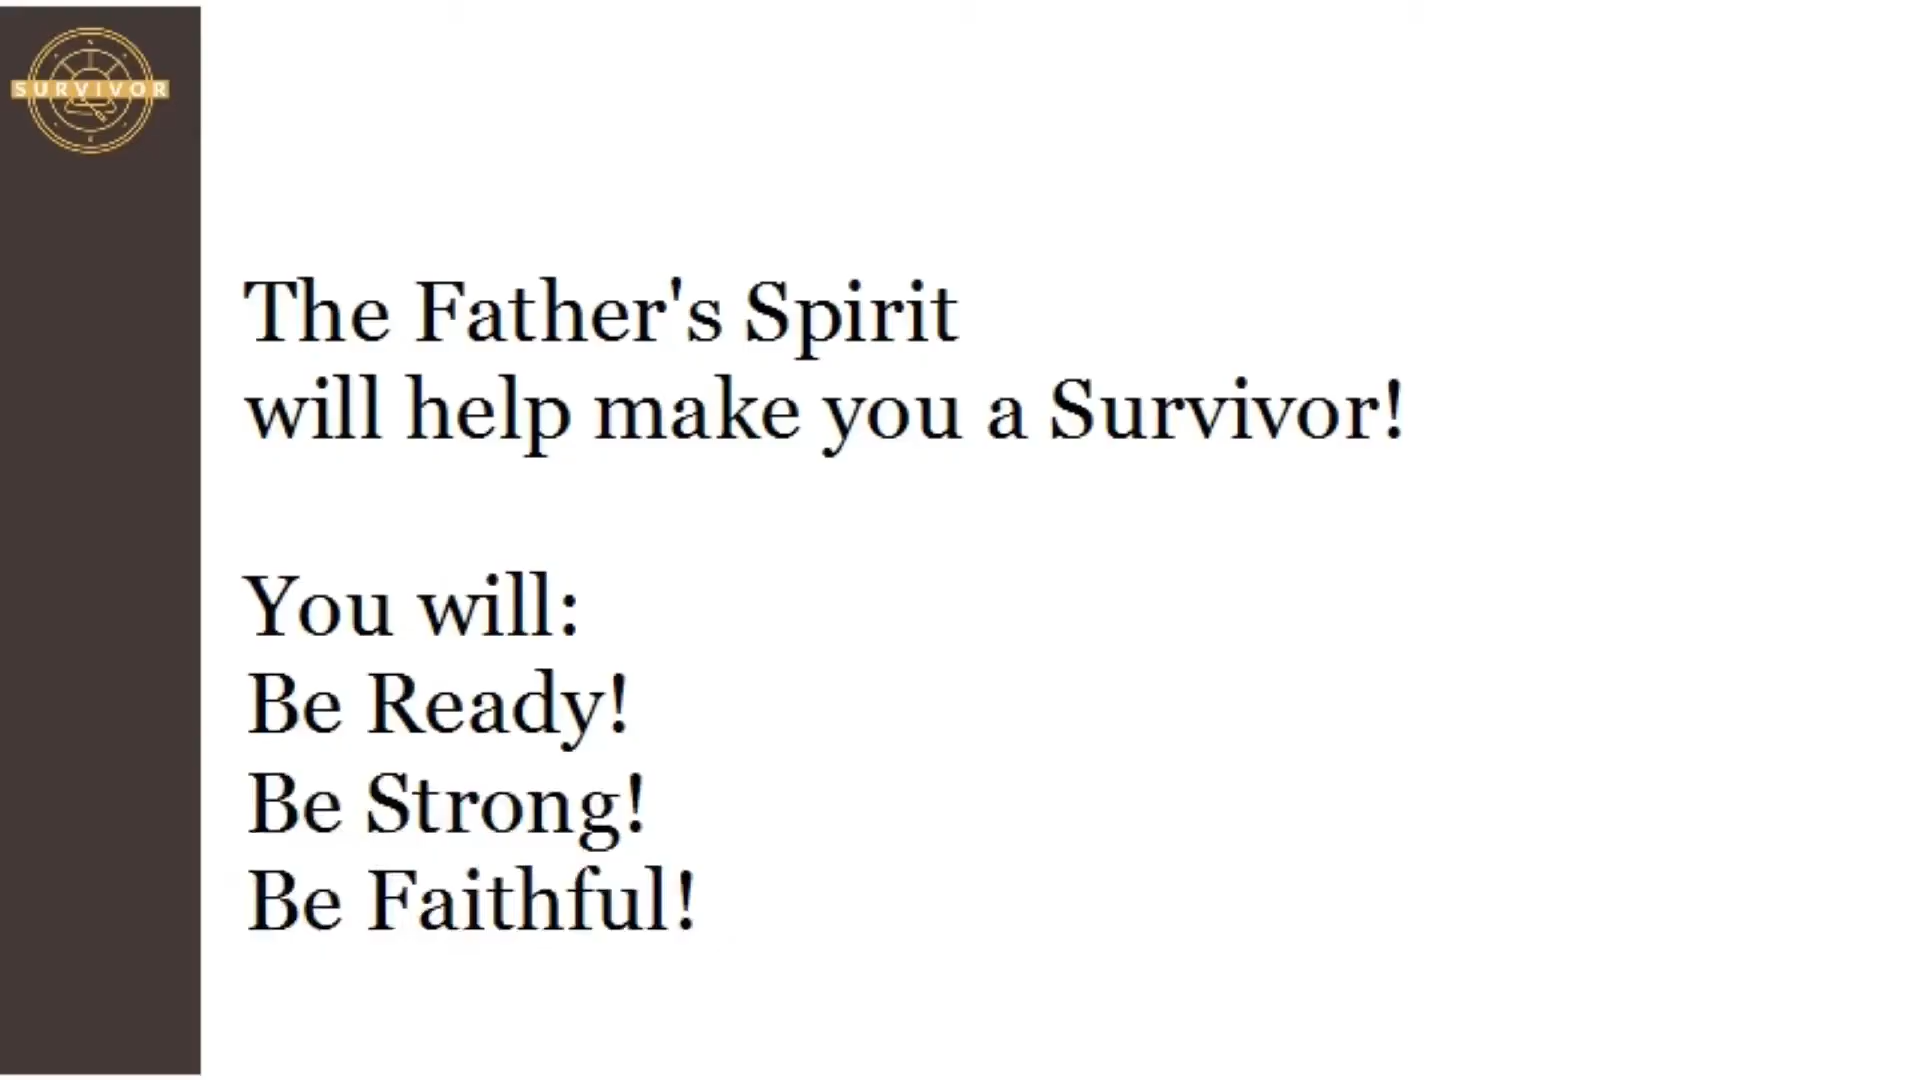 SURVIVOR
The Father's Spirit
will help make you a Survivor!
You will:
Be Ready!
Be Strong!
Be Faithful!